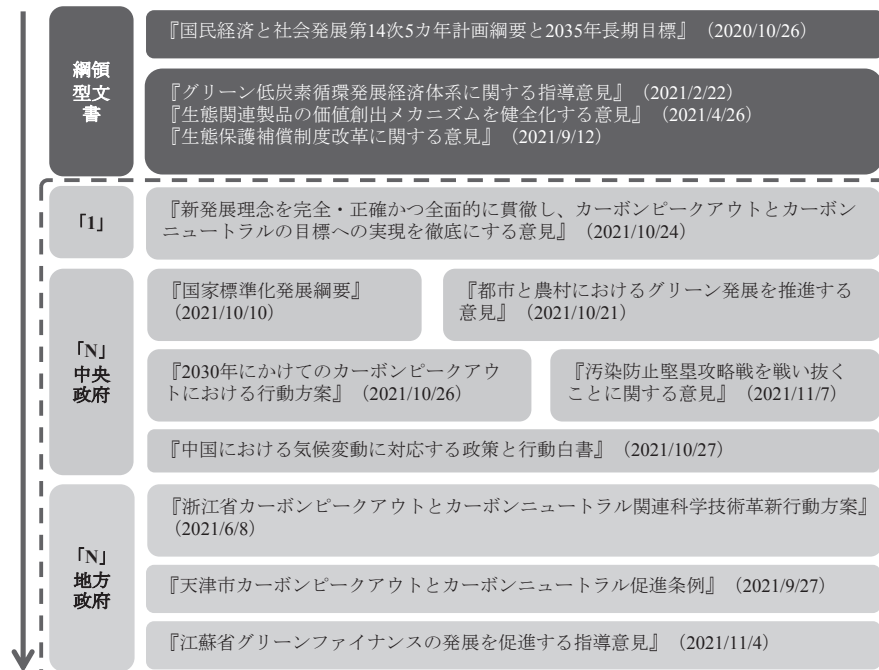 綱領
型文
書
『国民経済と社会発展第14次5カ年計画綱要と2035年長期目標』（2020/10/26）
『グリーン低炭素循環発展経済体系に関する指導意見』（2021/2/22）
『生態関連製品の価値創出メカニズムを健全化する意見』（2021/4/26）
『生態保護補償制度改革に関する意見』（2021/9/12）
「1」
『新発展理念を完全・正確かつ全面的に貫徹し、カーボンピークアウトとカーボン
ニュートラルの目標への実現を徹底にする意見』（2021/10/24）
「N」
中央
政府
『国家標準化発展綱要』
（2021/10/10）
『都市と農村におけるグリーン発展を推進する
意見』（2021/10/21）
『2030年にかけてのカーボンピークアウ
トにおける行動方案』（2021/10/26）
『汚染防止堅塁攻略戦を戦い抜く
ことに関する意見』（2021/11/7）
『中国における気候変動に対応する政策と行動白書』（2021/10/27）
「N」
地方
政府
『浙江省カーボンピークアウトとカーボンニュートラル関連科学技術革新行動方案』
（2021/6/8）
『天津市カーボンピークアウトとカーボンニュートラル促進条例』（2021/9/27）
『江蘇省グリーンファイナンスの発展を促進する指導意見』（2021/11/4）